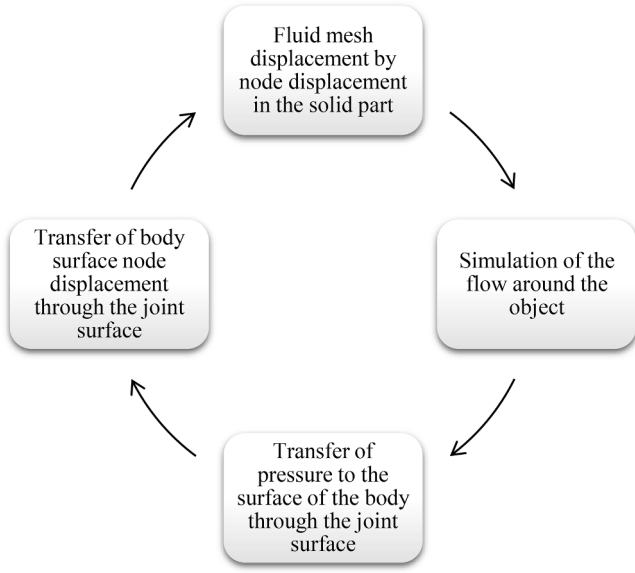 Fluid mesh
displacement by
node displacement
in the solid part
Simulation of the
flow around the
object
Transfer of
pressure to the
surface of the body
through the joint
surface
Transfer of body
surface node
displacement
through the joint
surface